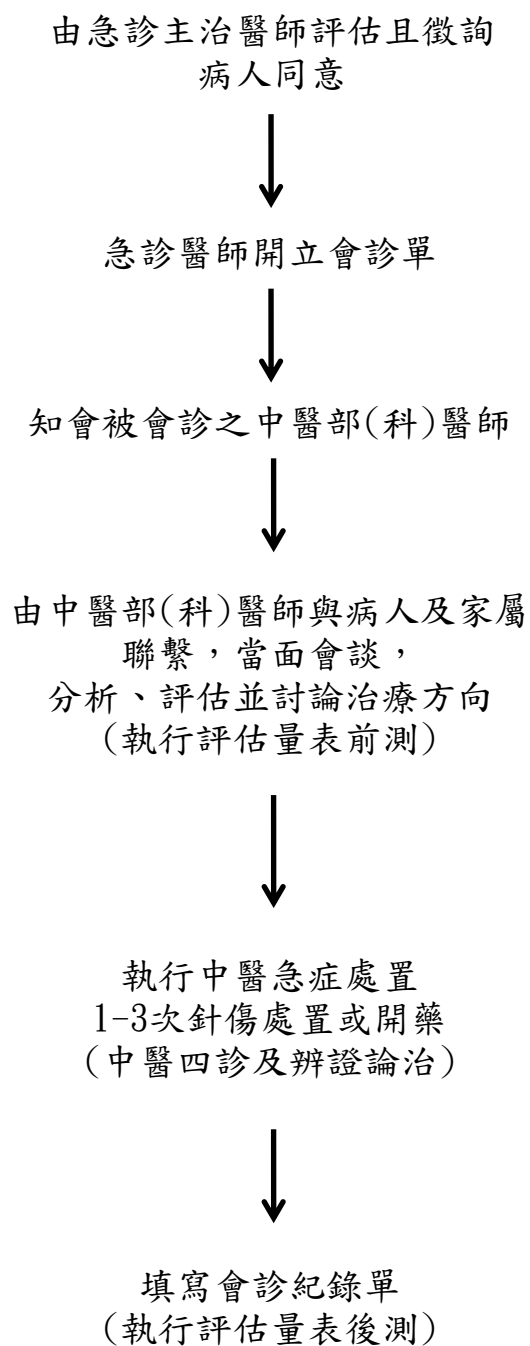 由急診主治醫師評估且徵詢
病人同意
急診醫師開立會診單
知會被會診之中醫部(科)醫師
由中醫部(科)醫師與病人及家屬
聯繫，當面會談，
分析、評估並討論治療方向
(執行評估量表前測)
執行中醫急症處置
1-3次針傷處置或開藥
(中醫四診及辨證論治)
填寫會診紀錄單
(執行評估量表後測)